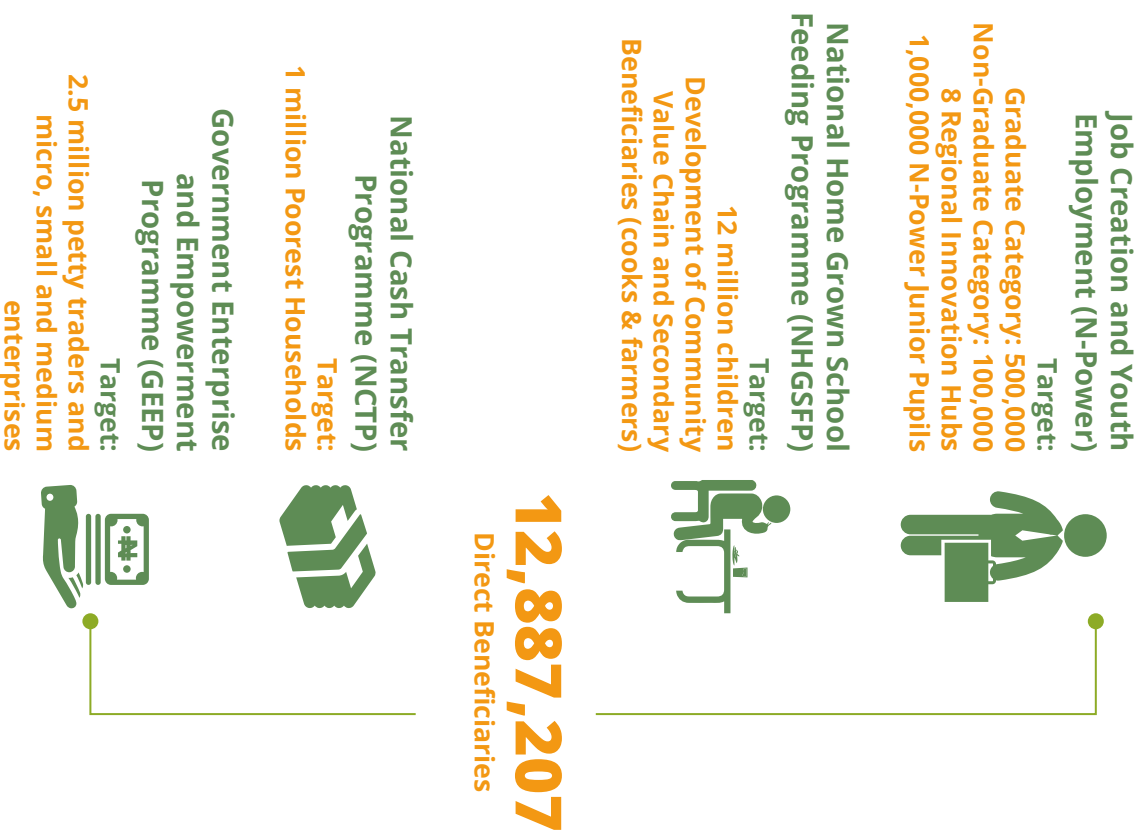 Job Creation and Youth
Employment (N-Power)
Target:
Graduate Category: 500,000
Non-Graduate Category: 100,000
8 Regional Innovation Hubs
1,000,000 N-Power Junior Pupils
National Home Grown School
Feeding Programme (NHGSFP)
Target:
12 million children
Development of Community
Value Chain and Secondary
Beneficiaries (cooks & farmers)
12,887,207
Direct Beneficiaries
National Cash Transfer
Programme (NCTP)
Target:
1 million Poorest Households
Government Enterprise
and Empowerment
Programme (GEEP)
Target:
2.5 million petty traders and
micro, small and medium
enterprises
₦